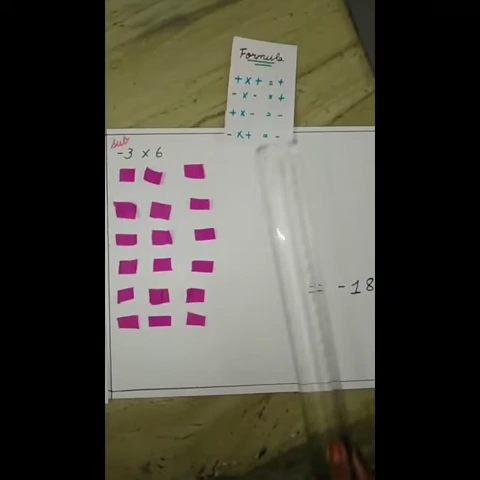 Formula
+ x + = +
- x - = +
+ x - = -
- x + = -
Sub
-3 x 6
= -18